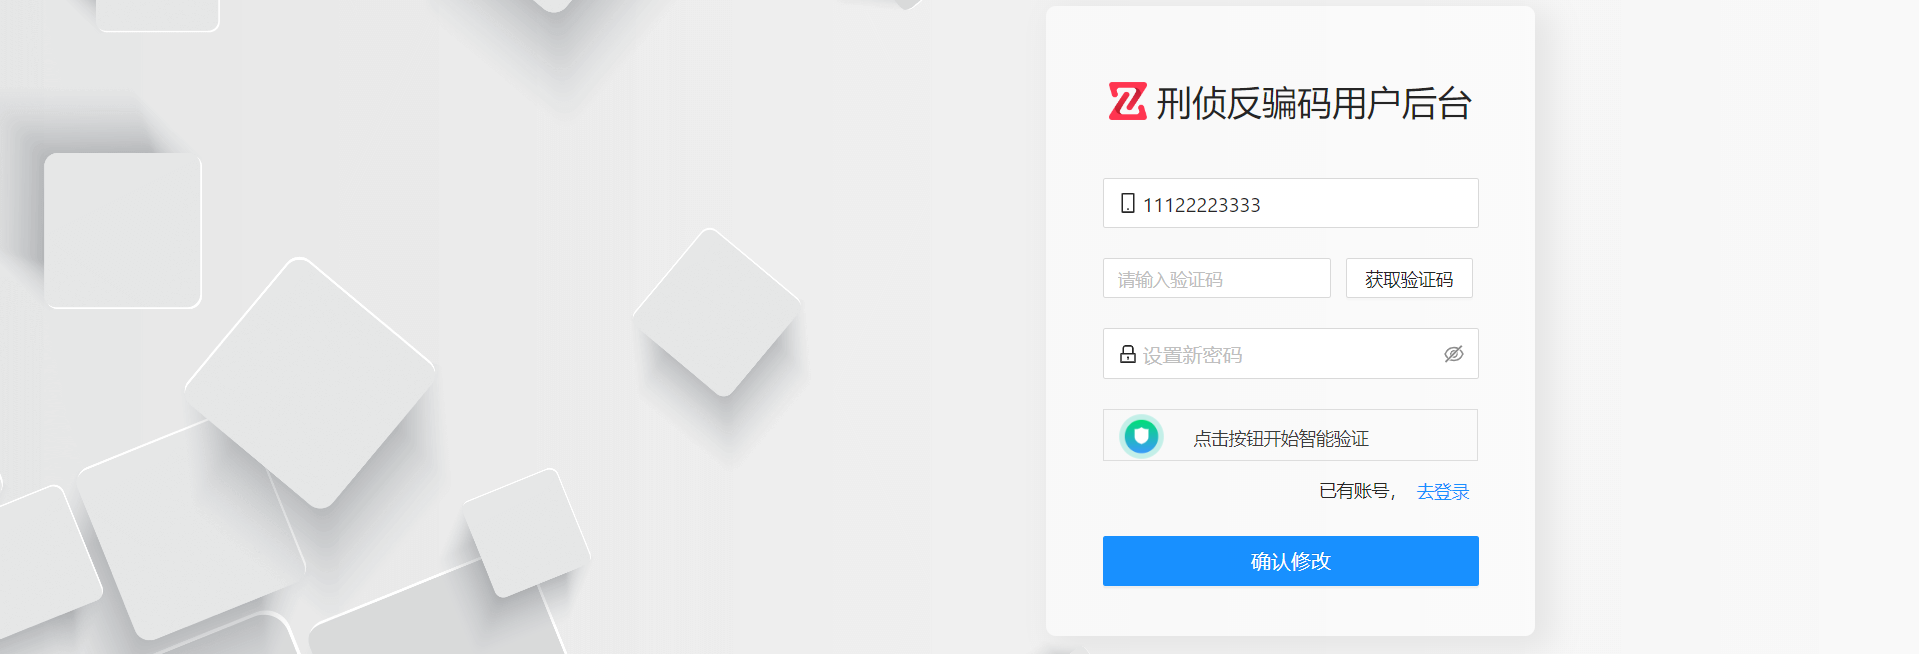 刑侦反骗码用户后台
11122223333
请输入验证码 获取验证码
设置新密码
点击按钮开始智能验证
已有账号， 去登录
确认修改